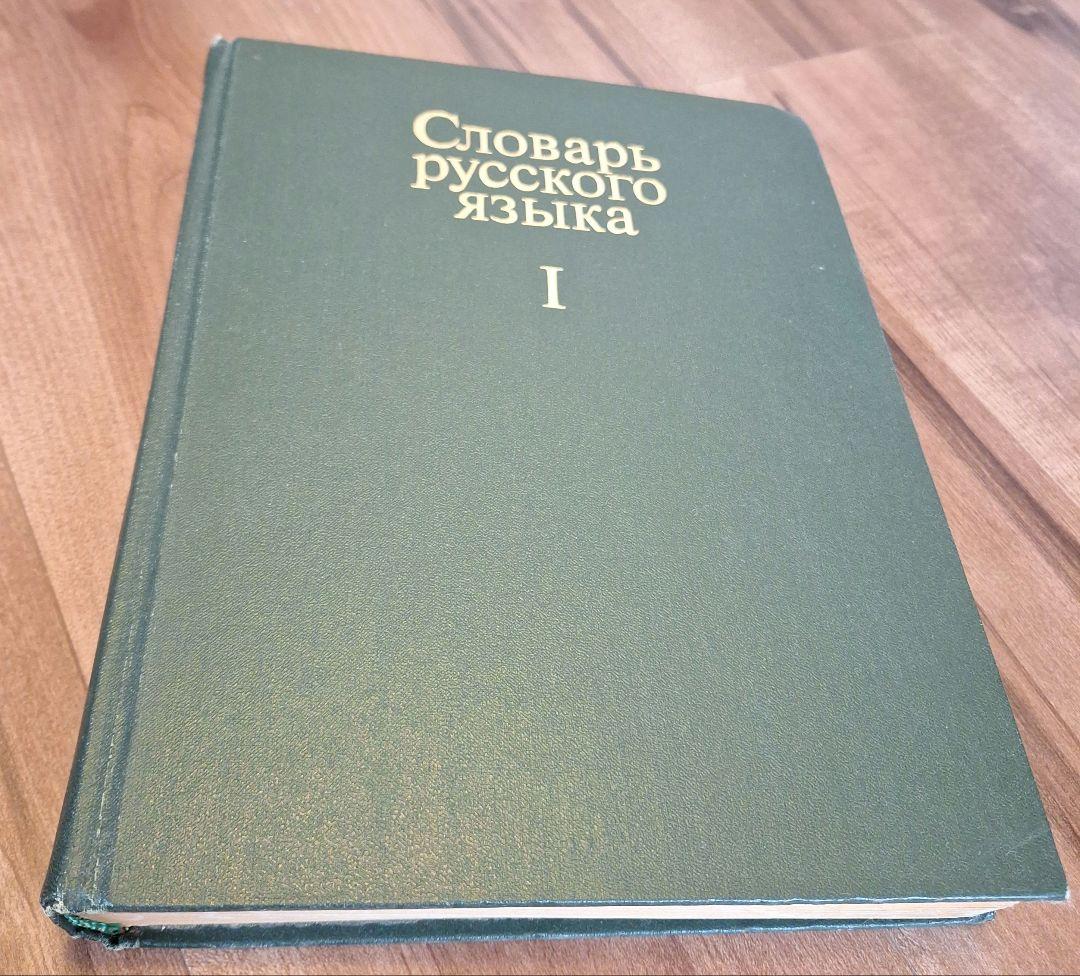 Словарь
русского
языка
I